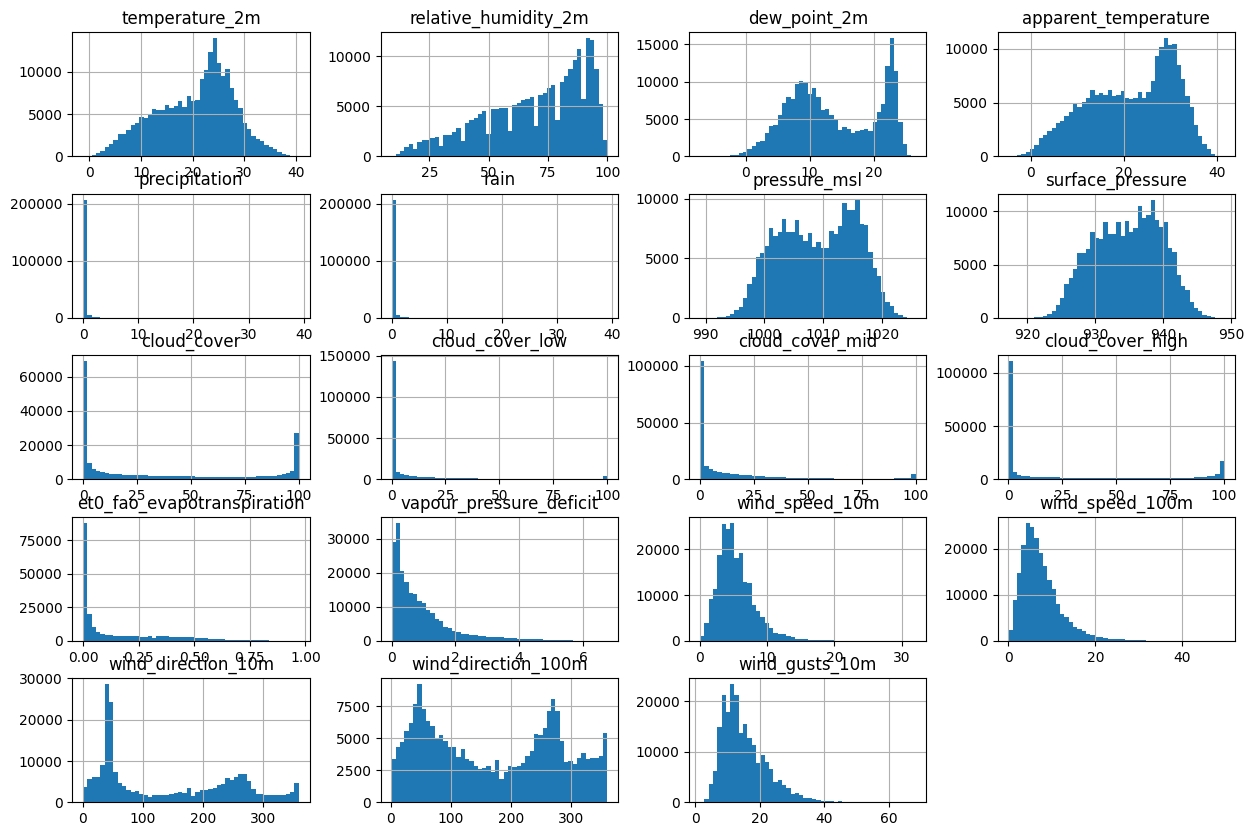 temperature_2m relative_humidity_2m dew_point_2m apparent_temperature
10000 5000 0 10000 5000 0 15000 10000 5000 0 10000 5000 0
0 10 20 30 40 25 50 75 100 0 10 20 0 20 40
precipitation rain pressure_msl surface_pressure
200000 100000 0 200000 100000 0 10000 5000 0 10000 5000 0
0 10 20 30 40 0 10 20 30 40 990 1000 1010 1020 920 930 940 950
cloud_cover cloud_cover_low cloud_cover_mid cloud_cover_high
60000 40000 20000 0 150000 100000 50000 0 100000 50000 0 100000 50000 0
0 25 50 75 100 0 25 50 75 100 0 25 50 75 100 0 25 50 75 100
et0_fao_evapotranspiration vapour_pressure_deficit wind_speed_10m wind_speed_100m
75000 50000 25000 0 30000 20000 10000 0 20000 10000 0 20000 10000 0
0.00 0.25 0.50 0.75 1.00 0 2 4 6 0 10 20 30 0 20 40
wind_direction_10m wind_direction_100m wind_gusts_10m
30000 20000 10000 0 7500 5000 2500 0 20000 10000 0
0 100 200 300 0 100 200 300 0 20 40 60